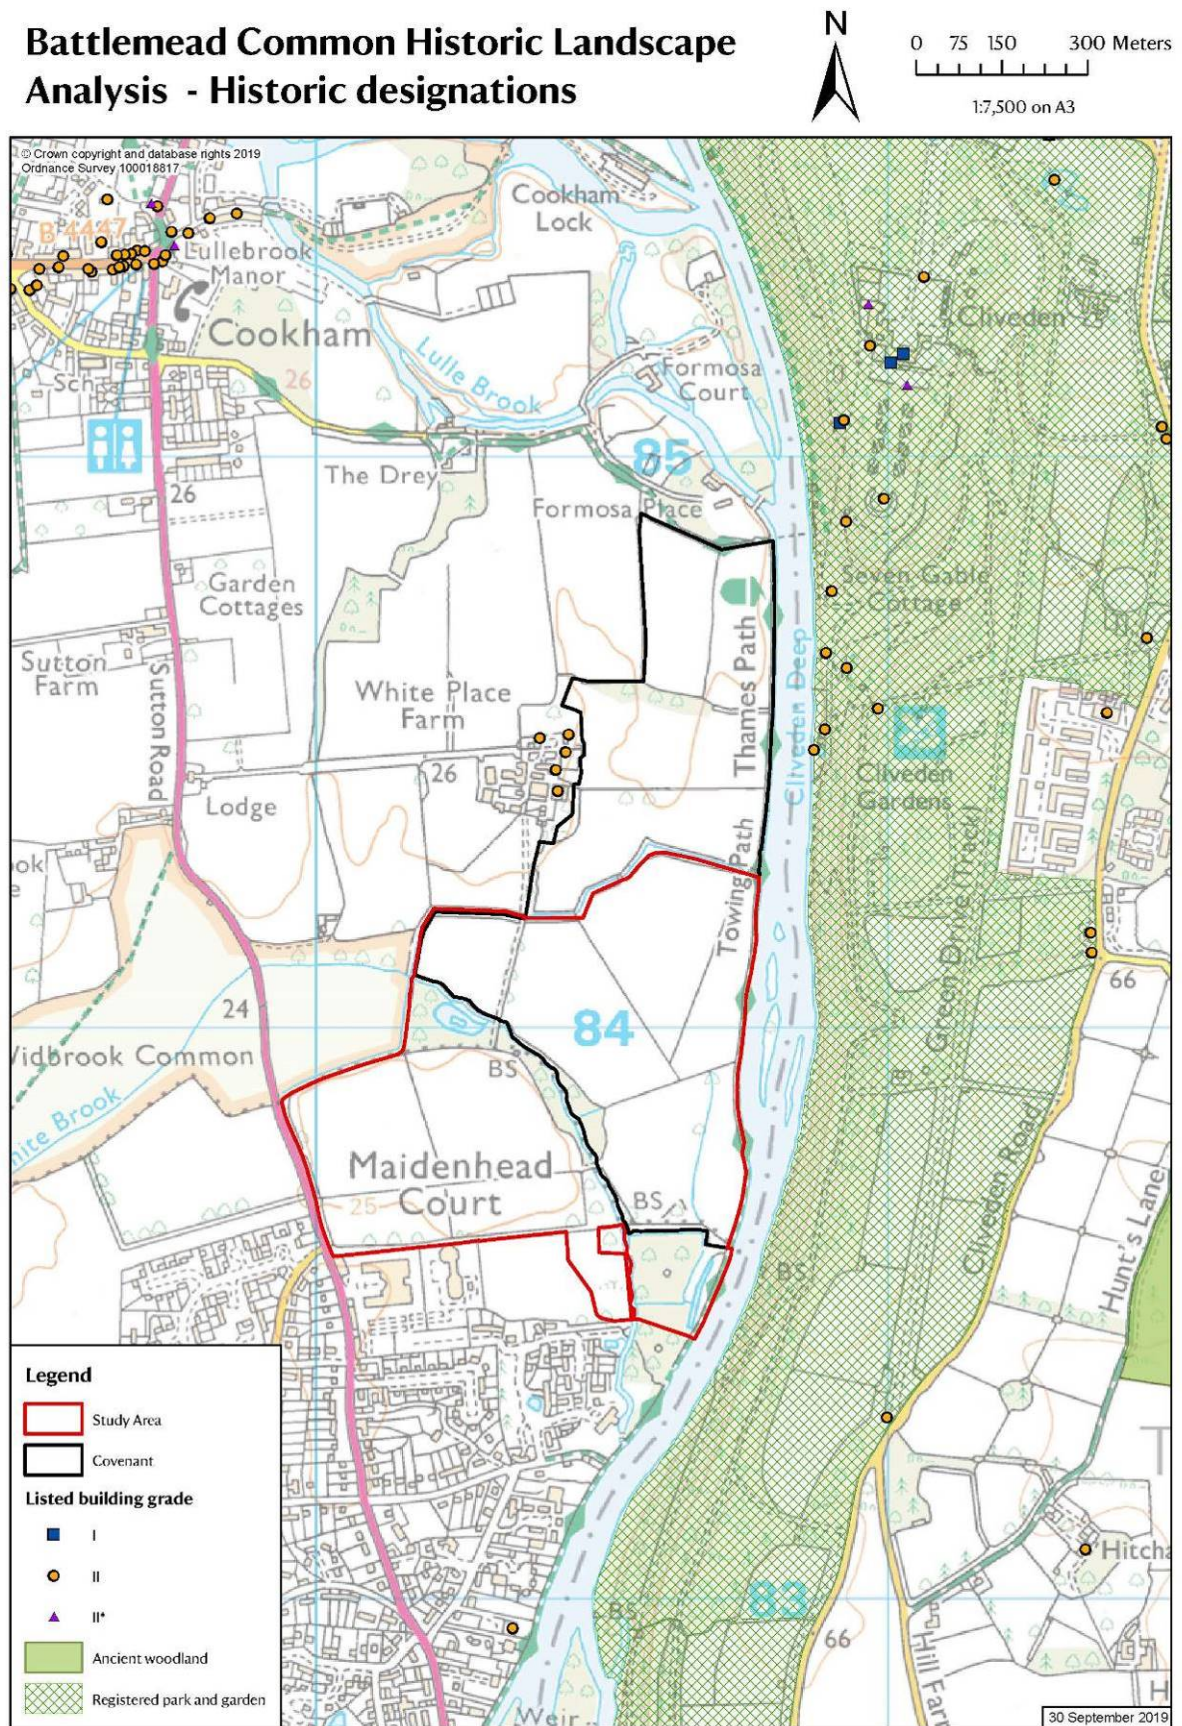 Battlemead Common Historic Landscape
Analysis - Historic designations
N
0 75 150 300 Meters
1:7,500 on A3
© Crown copyright and database rights 2019
Ordnance Survey 100018817
Cookham
Lock
B 4447
Lullebrook
Manor
Cliveden
Cookham
Lulle Brook
Formosa
Court
Sch
26
85
The Drey
26
Formosa Place
Garden
Cottages
Seven Gable
Cottage
Sutton
Farm
Sutton Road
White Place
Farm
Thames Path
Cliveden Deep
26
Lodge
Cliveden
Gardens
Towing Path
Green Drive (Track)
24
84
66
BS
Cliveden Road
Maidenhead
Court
25
BS
Hunt's Lane
BS
Legend
Study Area
Covenant
Listed building grade
I
II
II*
Ancient woodland
Registered park and garden
83
BS
66
Weir
30 September 2019